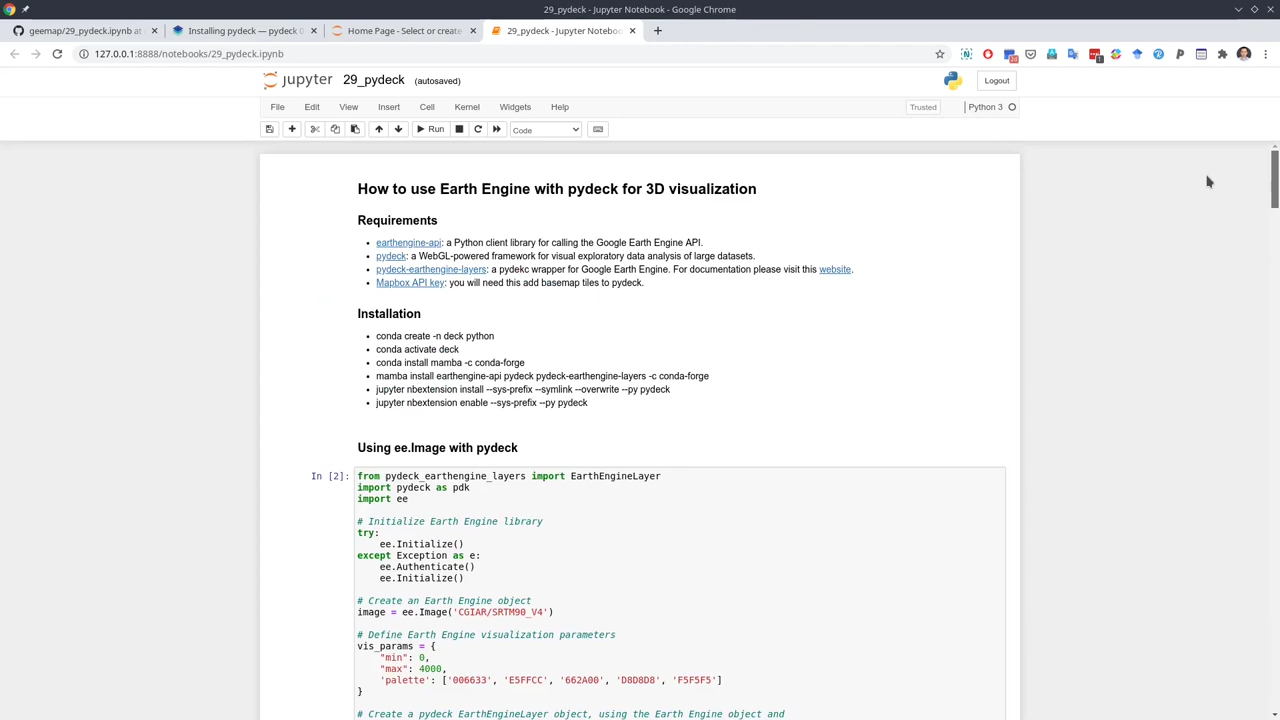 29_pydeck - Jupyter Notebook - Google Chrome
geemap/29_pydeck.ipynb at
Installing pydeck — pydeck 0
Home Page - Select or create
29_pydeck - Jupyter Noteboo
127.0.0.1:8888/notebooks/29_pydeck.ipynb
jupyter 29_pydeck (autosaved)
Logout
File Edit View Insert Cell Kernel Widgets Help
Trusted
Python 3
Run
Code
How to use Earth Engine with pydeck for 3D visualization
Requirements
• earthengine-api: a Python client library for calling the Google Earth Engine API.
• pydeck: a WebGL-powered framework for visual exploratory data analysis of large datasets.
• pydeck-earthengine-layers: a pydekc wrapper for Google Earth Engine. For documentation please visit this website.
• Mapbox API key: you will need this add basemap tiles to pydeck.
Installation
• conda create -n deck python
• conda activate deck
• conda install mamba -c conda-forge
• mamba install earthengine-api pydeck pydeck-earthengine-layers -c conda-forge
• jupyter nbextension install --sys-prefix --symlink --overwrite --py pydeck
• jupyter nbextension enable --sys-prefix --py pydeck
Using ee.Image with pydeck
In [2]:
from pydeck_earthengine_layers import EarthEngineLayer
import pydeck as pdk
import ee
# Initialize Earth Engine library
try:
    ee.Initialize()
except Exception as e:
    ee.Authenticate()
    ee.Initialize()
# Create an Earth Engine object
image = ee.Image('CGIAR/SRTM90_V4')
# Define Earth Engine visualization parameters
vis_params = {
    "min": 0,
    "max": 4000,
    'palette': ['006633', 'E5FFCC', '662A00', 'D8D8D8', 'F5F5F5']
}
# Create a pydeck EarthEngineLayer object, using the Earth Engine object and